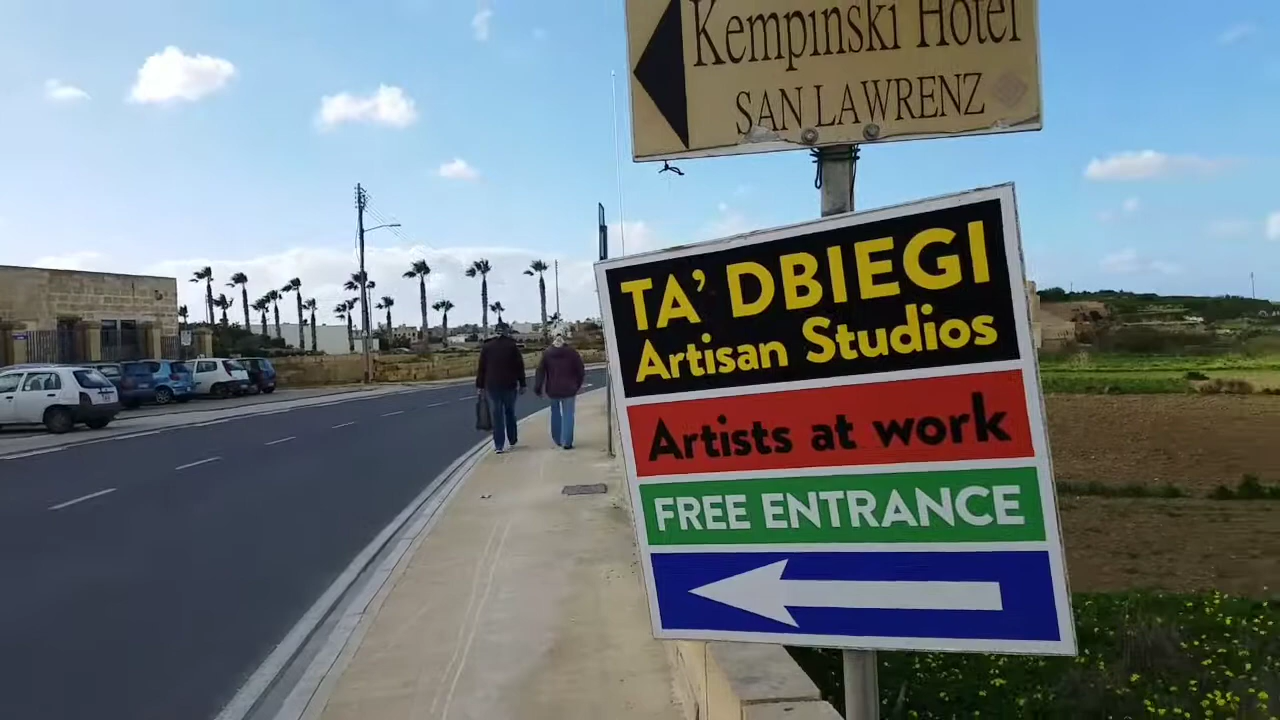 Kempinski Hotel
SAN LAWRENZ
TA' DBIEGI
Artisan Studios
Artists at work
FREE ENTRANCE